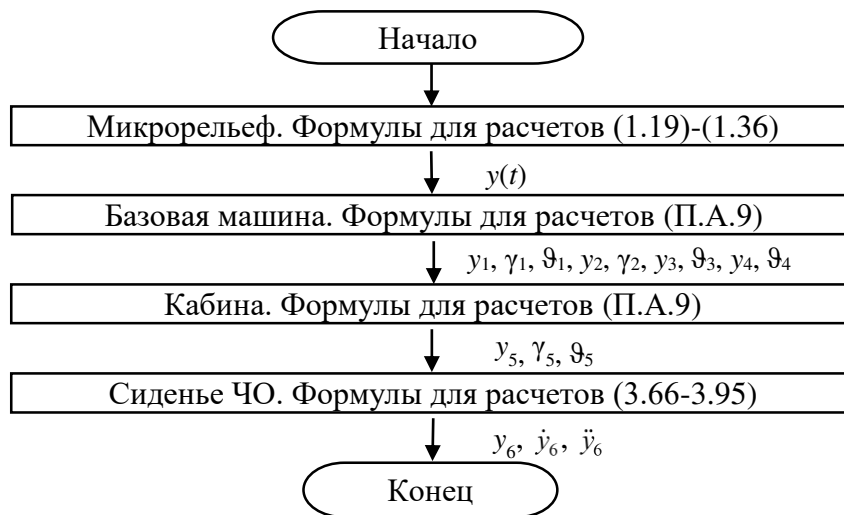 Начало
Микрорельеф. Формулы для расчетов (1.19)-(1.36)
y(t)
Базовая машина. Формулы для расчетов (П.А.9)
y₁, γ₁, ϑ₁, y₂, γ₂, y₃, ϑ₃, y₄, ϑ₄
Кабина. Формулы для расчетов (П.А.9)
y₅, γ₅, ϑ₅
Сиденье ЧО. Формулы для расчетов (3.66-3.95)
y₆, ẏ₆, ÿ₆
Конец